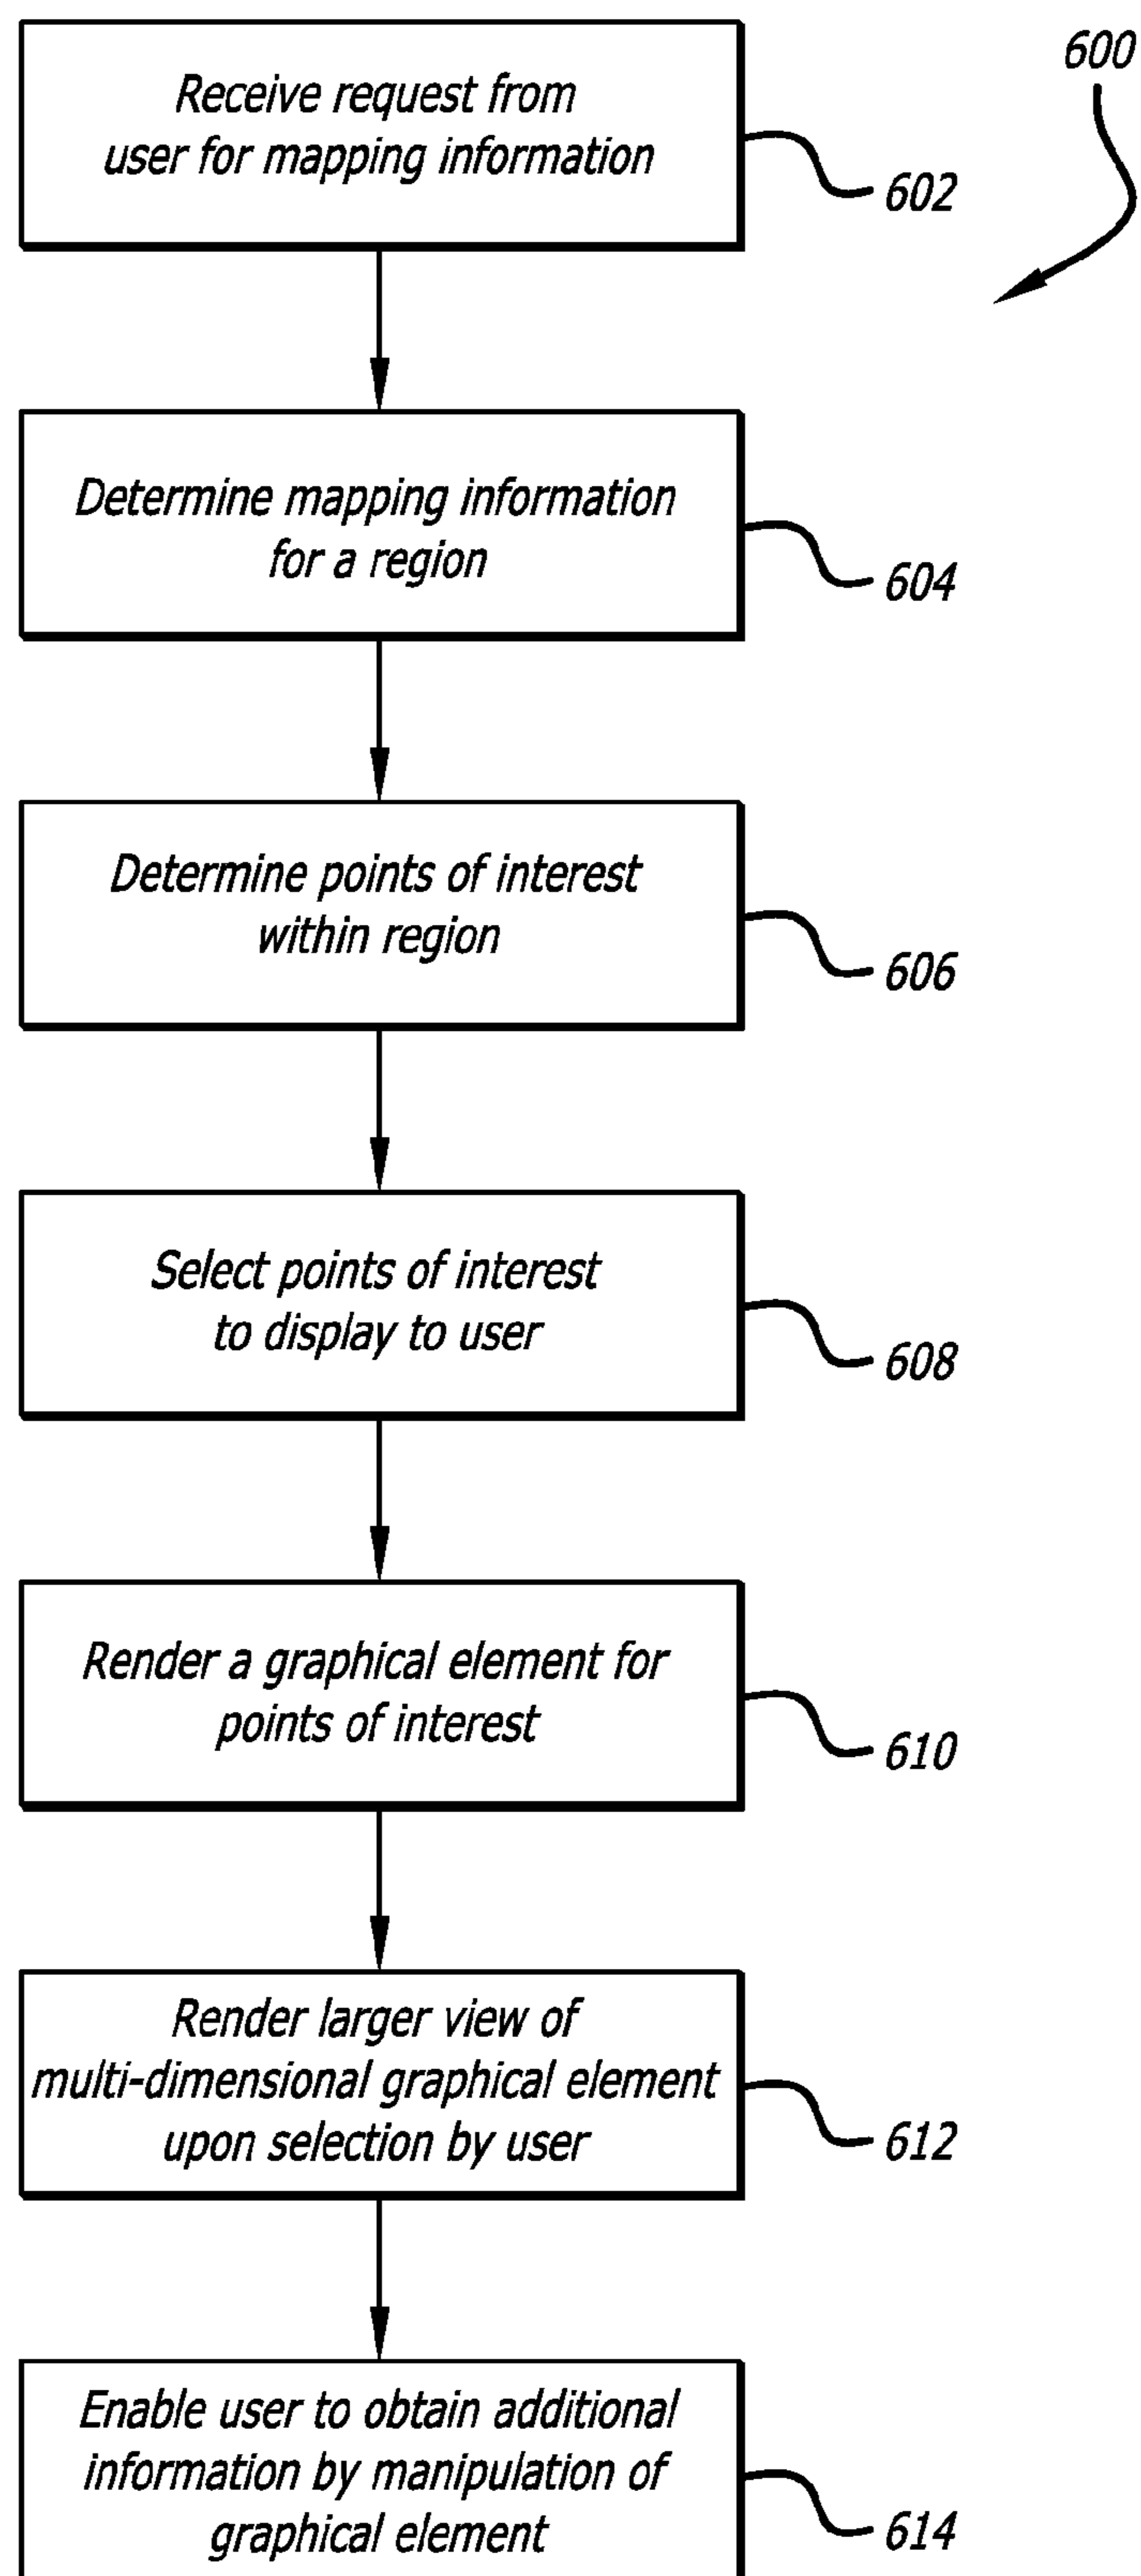 600
Receive request from
user for mapping information
602
Determine mapping information
for a region
604
Determine points of interest
within region
606
Select points of interest
to display to user
608
Render a graphical element for
points of interest
610
Render larger view of
multi-dimensional graphical element
upon selection by user
612
Enable user to obtain additional
information by manipulation of
graphical element
614